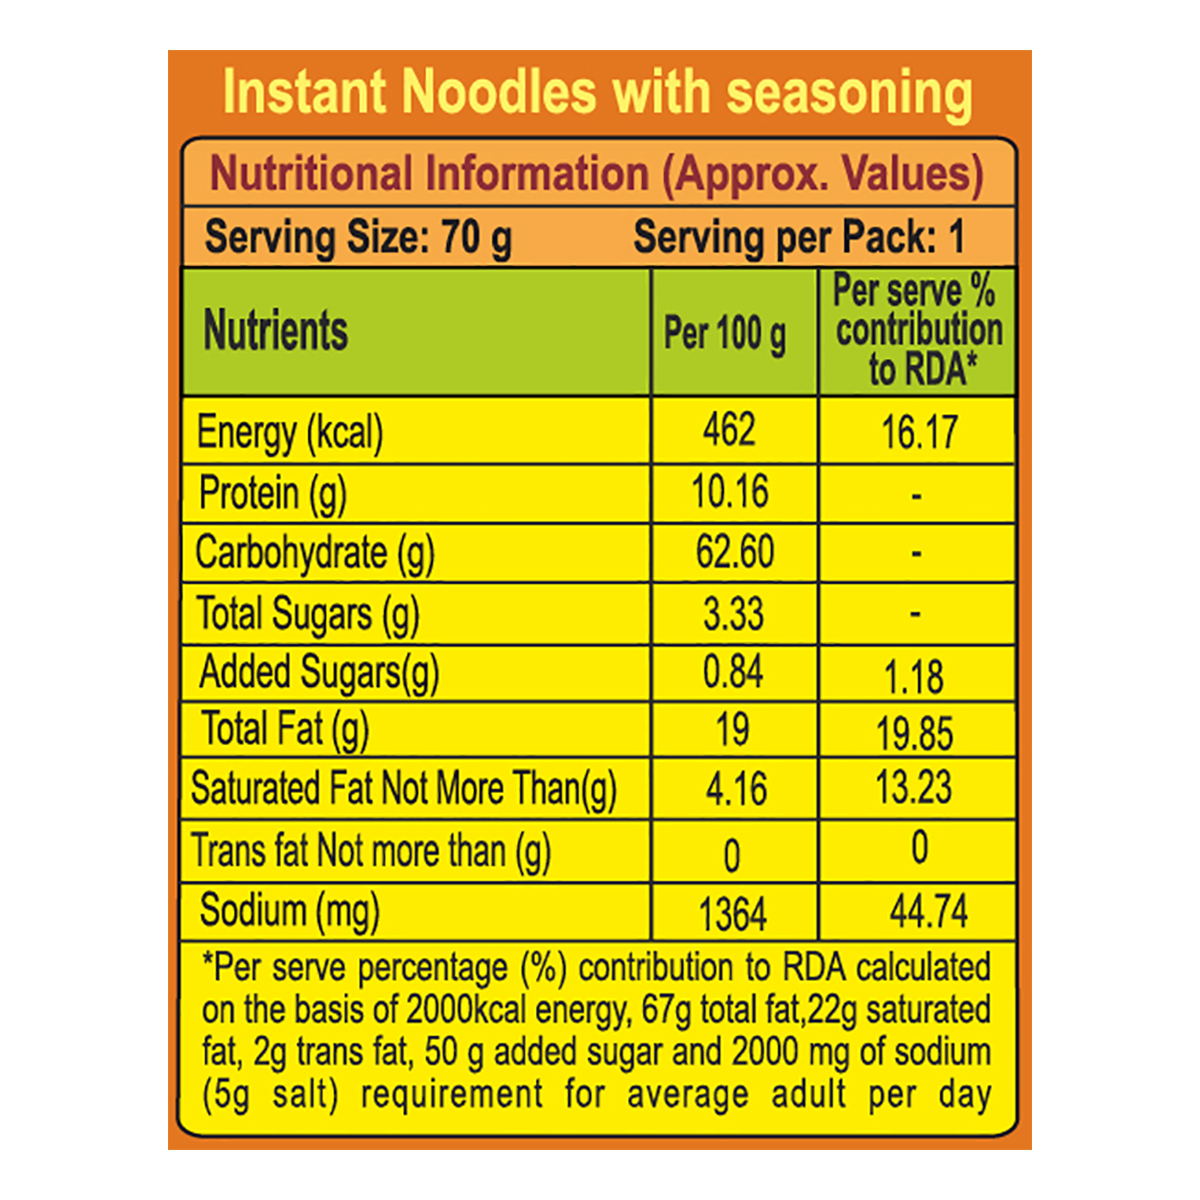 Instant Noodles with seasoning
Nutritional Information (Approx. Values)
Serving Size: 70 g Serving per Pack: 1
Nutrients Per 100 g Per serve % contribution to RDA*
Energy (kcal) 462 16.17
Protein (g) 10.16 -
Carbohydrate (g) 62.60 -
Total Sugars (g) 3.33 -
Added Sugars(g) 0.84 1.18
Total Fat (g) 19 19.85
Saturated Fat Not More Than(g) 4.16 13.23
Trans fat Not more than (g) 0 0
Sodium (mg) 1364 44.74
*Per serve percentage (%) contribution to RDA calculated
on the basis of 2000kcal energy, 67g total fat,22g saturated
fat, 2g trans fat, 50 g added sugar and 2000 mg of sodium
(5g salt) requirement for average adult per day